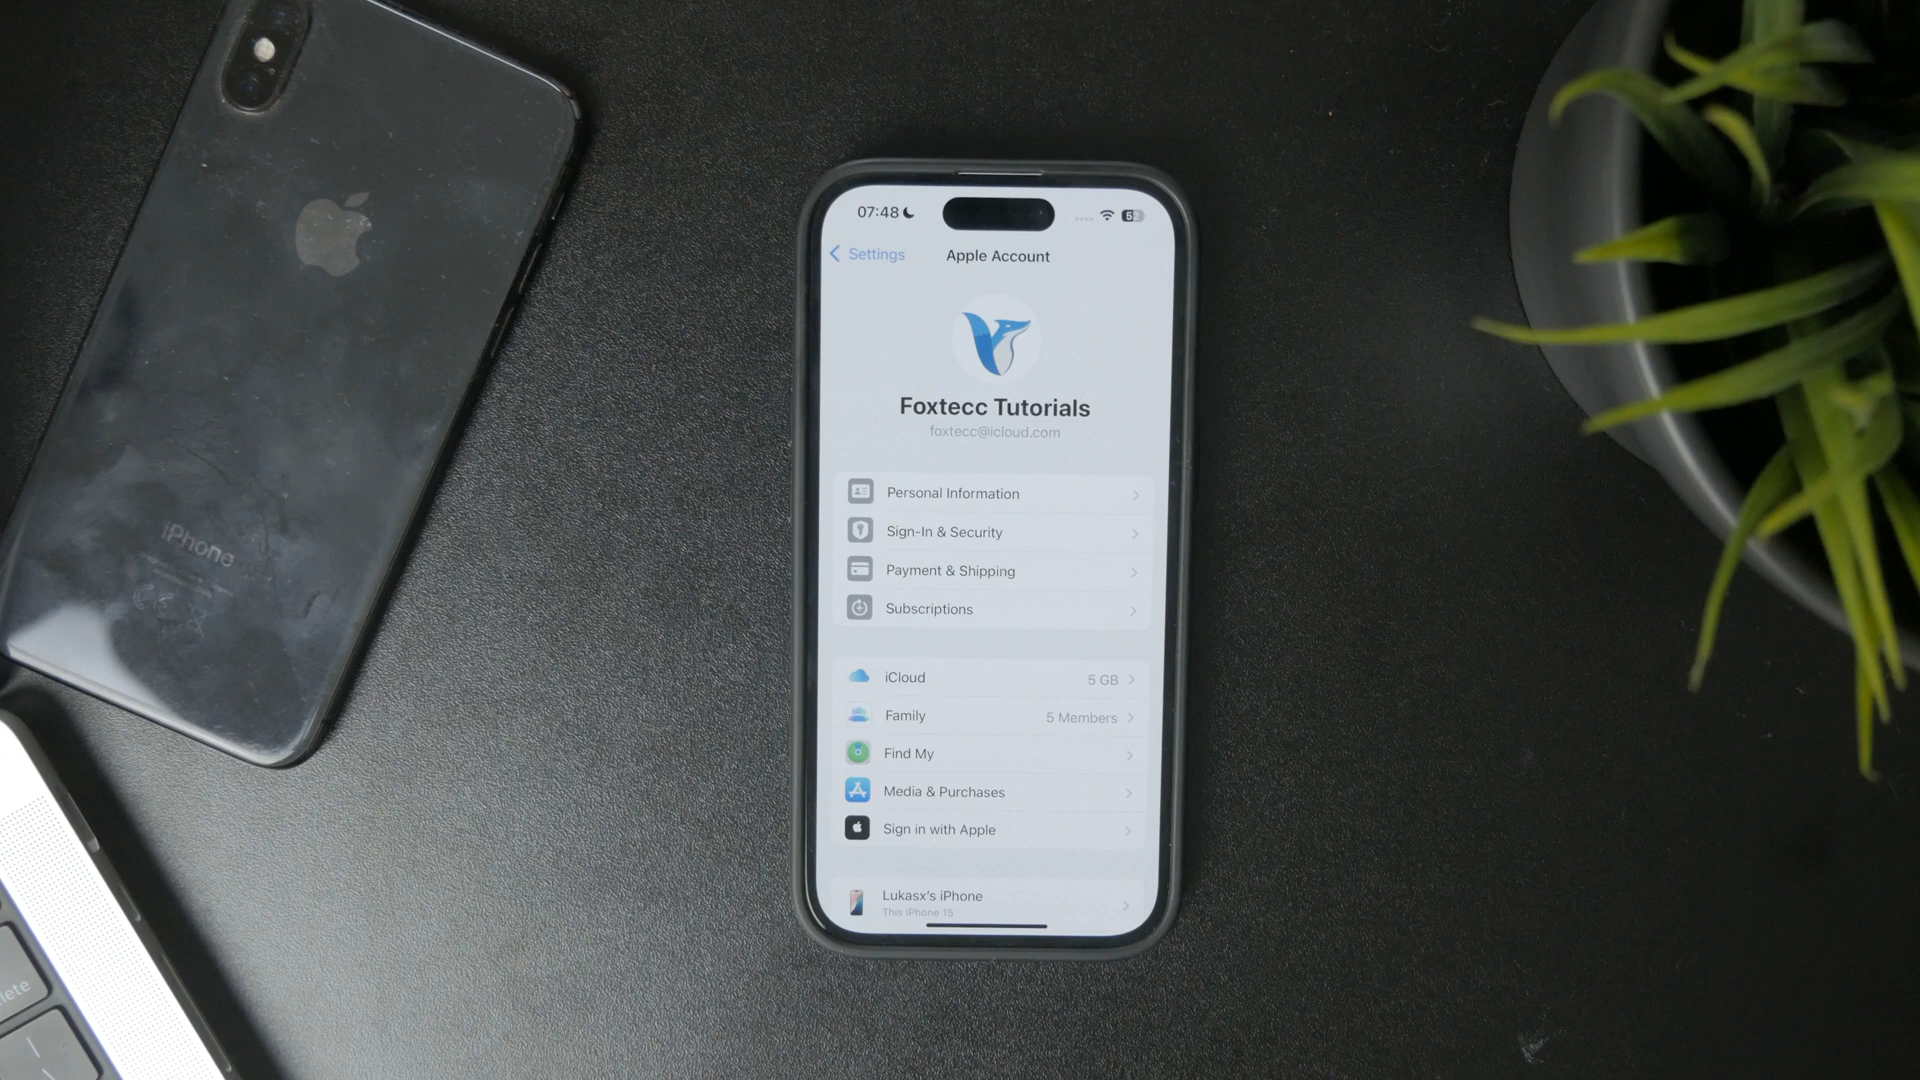 07:48
52
Settings
Apple Account
Foxtecc Tutorials
foxtecc@icloud.com
Personal Information
Sign-In & Security
Payment & Shipping
Subscriptions
iCloud
5 GB
Family
5 Members
Find My
Media & Purchases
Sign in with Apple
Lukasx's iPhone
This iPhone 15
iPhone
lete